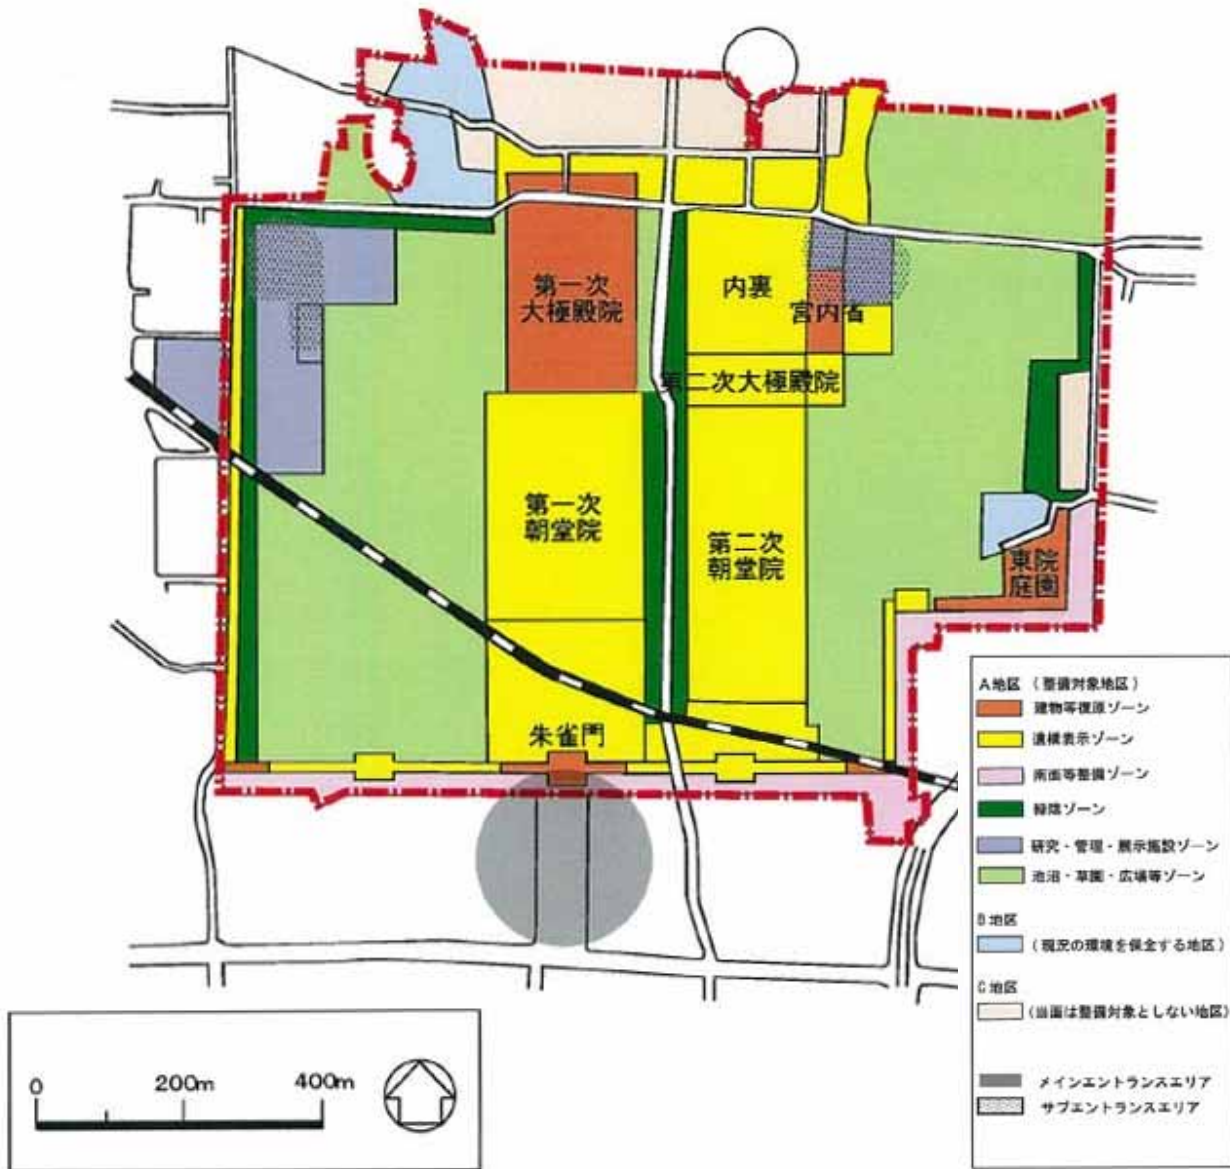 第一次
大極殿院
内裏
宮内省
第二次大極殿院
第一次
朝堂院
第二次
朝堂院
東院
庭園
朱雀門
A地区 (整備対象地区)
建物等復原ゾーン
遺構表示ゾーン
南面等整備ゾーン
緑陰ゾーン
研究・管理・展示施設ゾーン
池沼・草園・広場等ゾーン
B地区
(現況の環境を保全する地区)
C地区
(当面は整備対象としない地区)
メインエントランスエリア
サブエントランスエリア
0 200m 400m